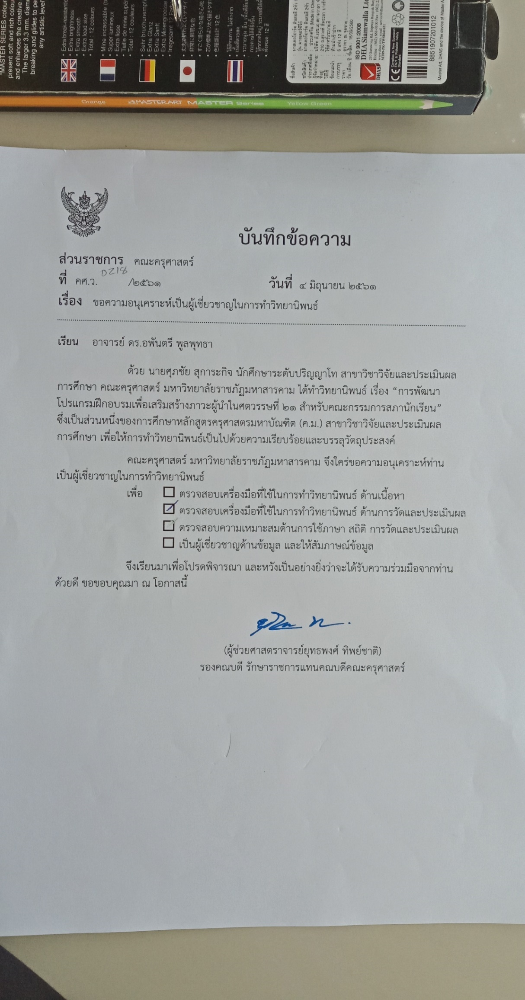 "MASTER SERIES colour
present soft and rich colou
and enhances the creative
The larger 3.3 mm. diame
breaking and glides to pe
any artistic level"
• Extra brightness
• Extra smooth
• Extra lead size
• Total : 12 colours
• Mine incassable
• Super lumineux
• Extra lisse
• Taille de mine supér
• Total : 12 couleurs
• Sehr bruchunempf
• Extra Glanz
• Extra Sanft
• Extra Minengroesse
• Insgesamt 12
• ทั้งหมด: 12 สี
ISO 9001:2008
DHA Siamwalla Lt
DHAS
CE
8851907201012
Master Art, DHAS and the device of Master A
Orange MASTERART MASTER Series Yellow Green
บันทึกข้อความ
ส่วนราชการ คณะครุศาสตร์
ที่ คศ.ว. 0218 /๒๕๖๑ วันที่ ๔ มิถุนายน ๒๕๖๑
เรื่อง ขอความอนุเคราะห์เป็นผู้เชี่ยวชาญในการทำวิทยานิพนธ์
เรียน อาจารย์ ดร.อพันตรี พูลพุทธา
ด้วย นายศุภชัย สุการะกิจ นักศึกษาระดับปริญญาโท สาขาวิชาวิจัยและประเมินผล
การศึกษา คณะครุศาสตร์ มหาวิทยาลัยราชภัฏมหาสารคาม ได้ทำวิทยานิพนธ์ เรื่อง “การพัฒนา
โปรแกรมฝึกอบรมเพื่อเสริมสร้างภาวะผู้นำในศตวรรษที่ ๒๑ สำหรับคณะกรรมการสภานักเรียน”
ซึ่งเป็นส่วนหนึ่งของการศึกษาหลักสูตรครุศาสตรมหาบัณฑิต (ค.ม.) สาขาวิชาวิจัยและประเมินผล
การศึกษา เพื่อให้การทำวิทยานิพนธ์เป็นไปด้วยความเรียบร้อยและบรรลุวัตถุประสงค์
คณะครุศาสตร์ มหาวิทยาลัยราชภัฏมหาสารคาม จึงใคร่ขอความอนุเคราะห์ท่าน
เป็นผู้เชี่ยวชาญในการทำวิทยานิพนธ์
เพื่อ ตรวจสอบเครื่องมือที่ใช้ในการทำวิทยานิพนธ์ ด้านเนื้อหา
ตรวจสอบเครื่องมือที่ใช้ในการทำวิทยานิพนธ์ ด้านการวัดและประเมินผล
ตรวจสอบความเหมาะสมด้านการใช้ภาษา สถิติ การวัดและประเมินผล
เป็นผู้เชี่ยวชาญด้านข้อมูล และให้สัมภาษณ์ข้อมูล
จึงเรียนมาเพื่อโปรดพิจารณา และหวังเป็นอย่างยิ่งว่าจะได้รับความร่วมมือจากท่าน
ด้วยดี ขอขอบคุณมา ณ โอกาสนี้
(ผู้ช่วยศาสตราจารย์ยุทธพงศ์ ทิพย์ชาติ)
รองคณบดี รักษาราชการแทนคณบดีคณะครุศาสตร์